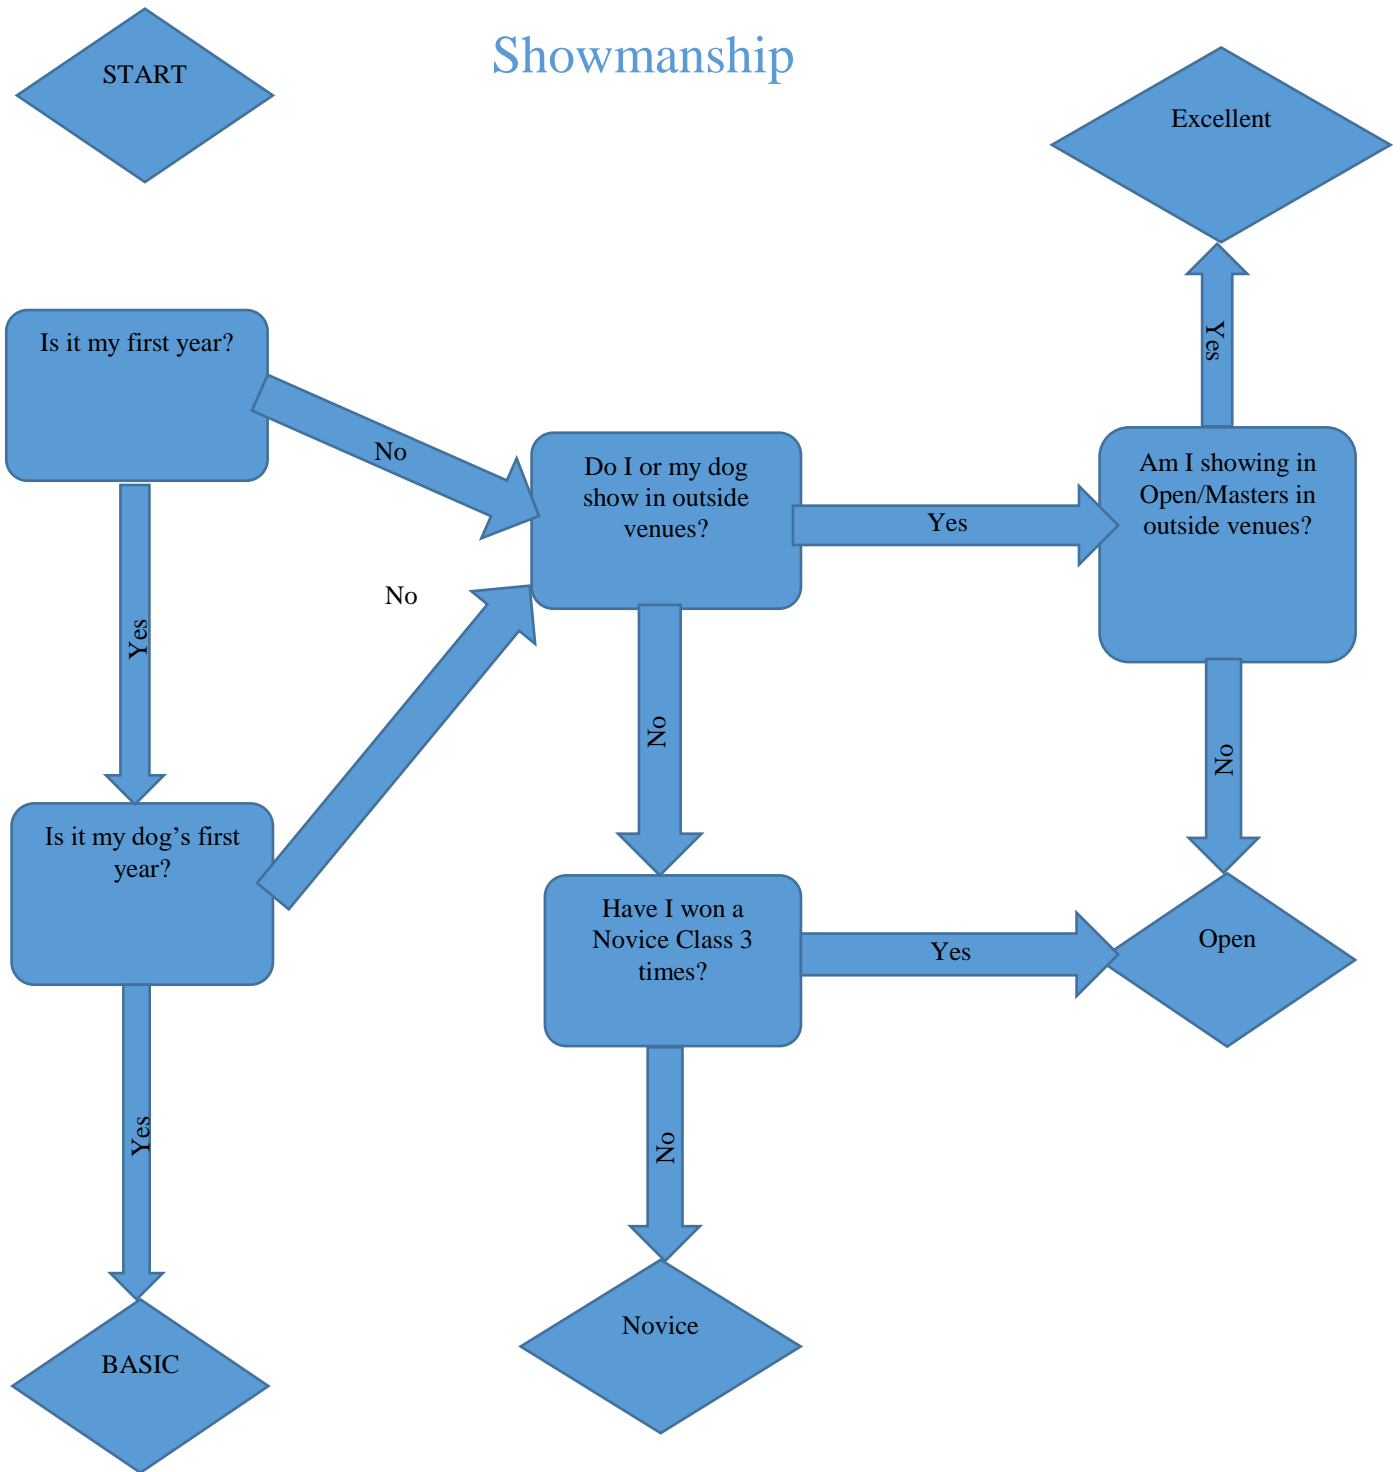 Showmanship
START
Excellent
Is it my first year?
No
Yes
Do I or my dog
show in outside
venues?
Yes
Am I showing in
Open/Masters in
outside venues?
Yes
No
No
No
Yes
Is it my dog’s first
year?
Have I won a
Novice Class 3
times?
Yes
Open
Yes
No
Novice
BASIC